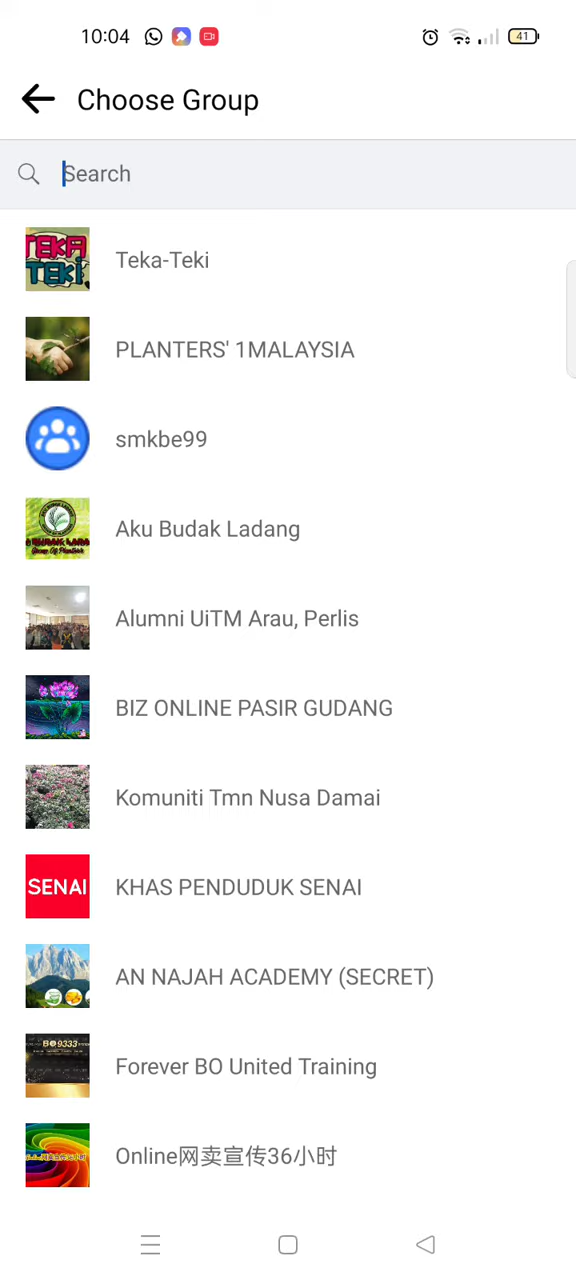 10:04
41
Choose Group
Search
TEKA
TEKi
Teka-Teki
PLANTERS' 1MALAYSIA
smkbe99
Aku Budak Ladang
Alumni UiTM Arau, Perlis
BIZ ONLINE PASIR GUDANG
Komuniti Tmn Nusa Damai
SENAI
KHAS PENDUDUK SENAI
AN NAJAH ACADEMY (SECRET)
Forever BO United Training
Online网卖宣传36小时